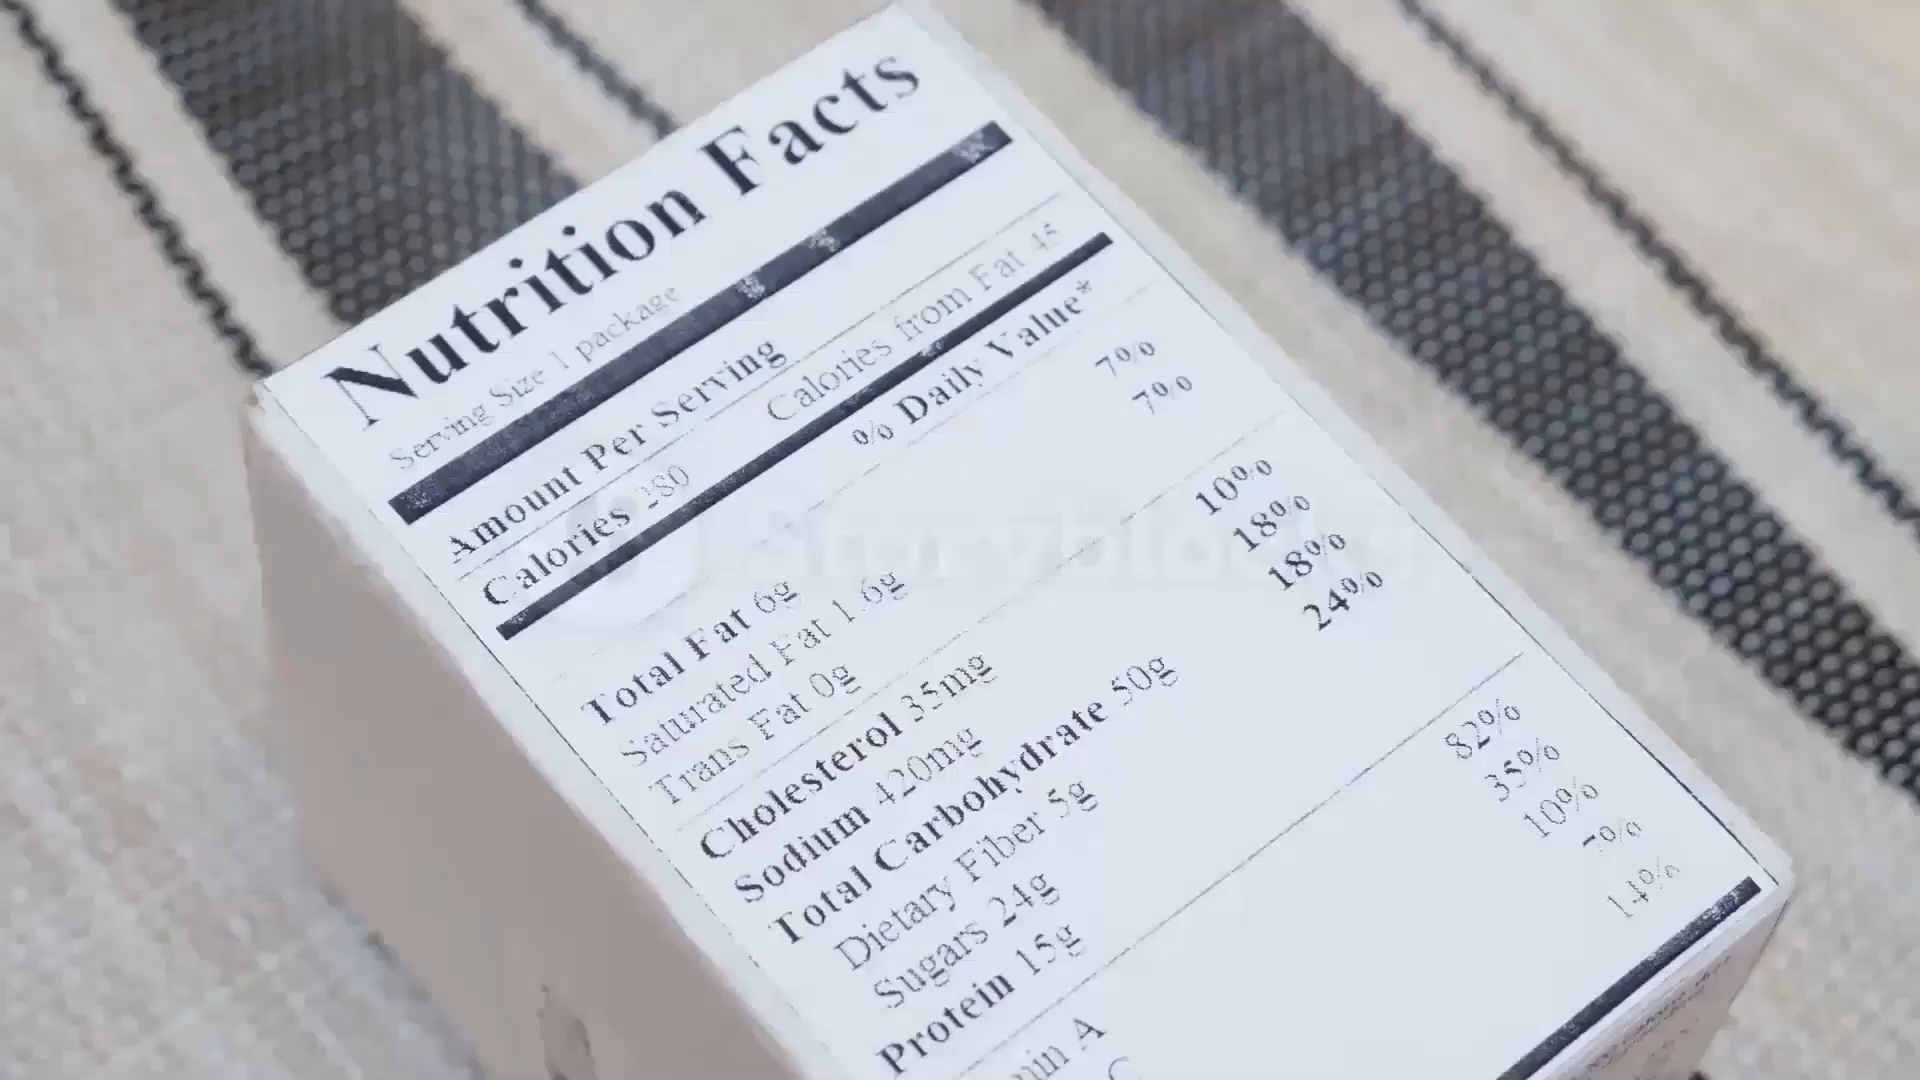 Nutrition Facts
Serving Size 1 package
Amount Per Serving
Calories 280 Calories from Fat 45
% Daily Value*
Total Fat 6g 7%
Saturated Fat 1.6g 7%
Trans Fat 0g
Cholesterol 35mg 10%
Sodium 420mg 18%
Total Carbohydrate 50g 18%
Dietary Fiber 5g 24%
Sugars 24g
Protein 15g
82%
35%
10%
14%
A
C
Storyblocks